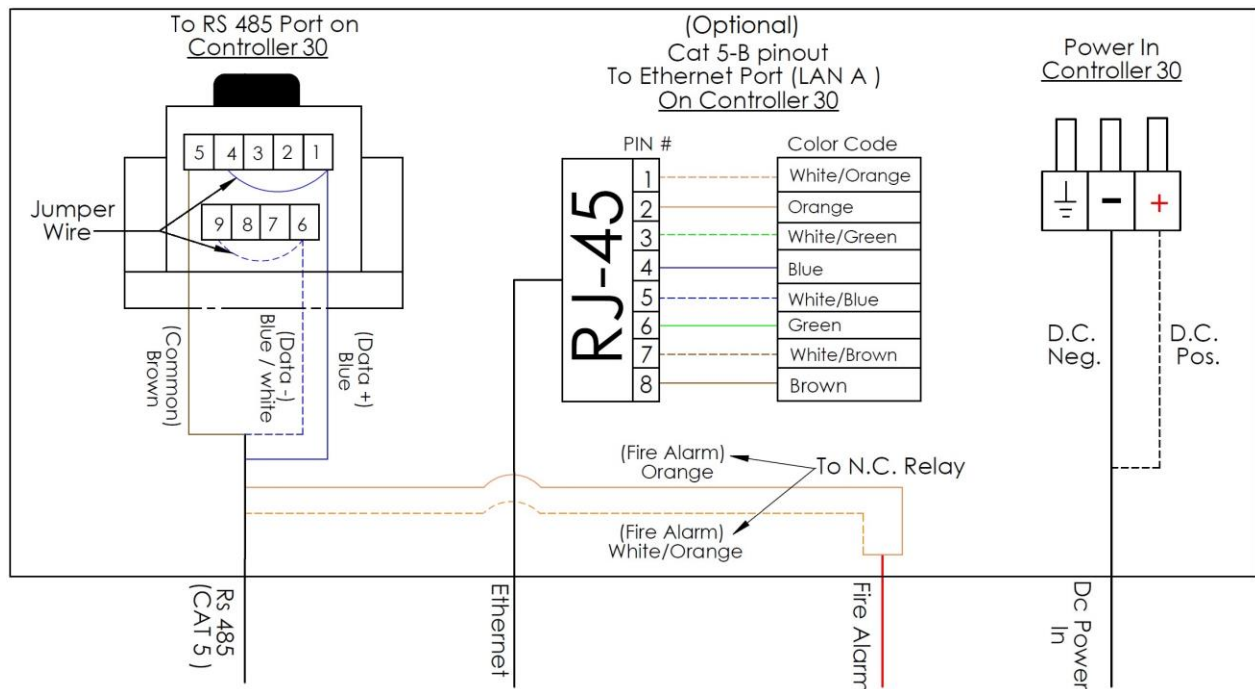 To RS 485 Port on
Controller 30
5 4 3 2 1
9 8 7 6
Jumper
Wire
(Common)
Brown
(Data -)
Blue / white
(Data +)
Blue
(Optional)
Cat 5-B pinout
To Ethernet Port (LAN A )
On Controller 30
PIN # Color Code
RJ-45
1 White/Orange
2 Orange
3 White/Green
4 Blue
5 White/Blue
6 Green
7 White/Brown
8 Brown
Power In
Controller 30
- +
D.C.
Neg.
D.C.
Pos.
(Fire Alarm)
Orange
To N.C. Relay
(Fire Alarm)
White/Orange
Rs 485
(CAT 5 )
Ethernet
Fire Alarm
Dc Power
In